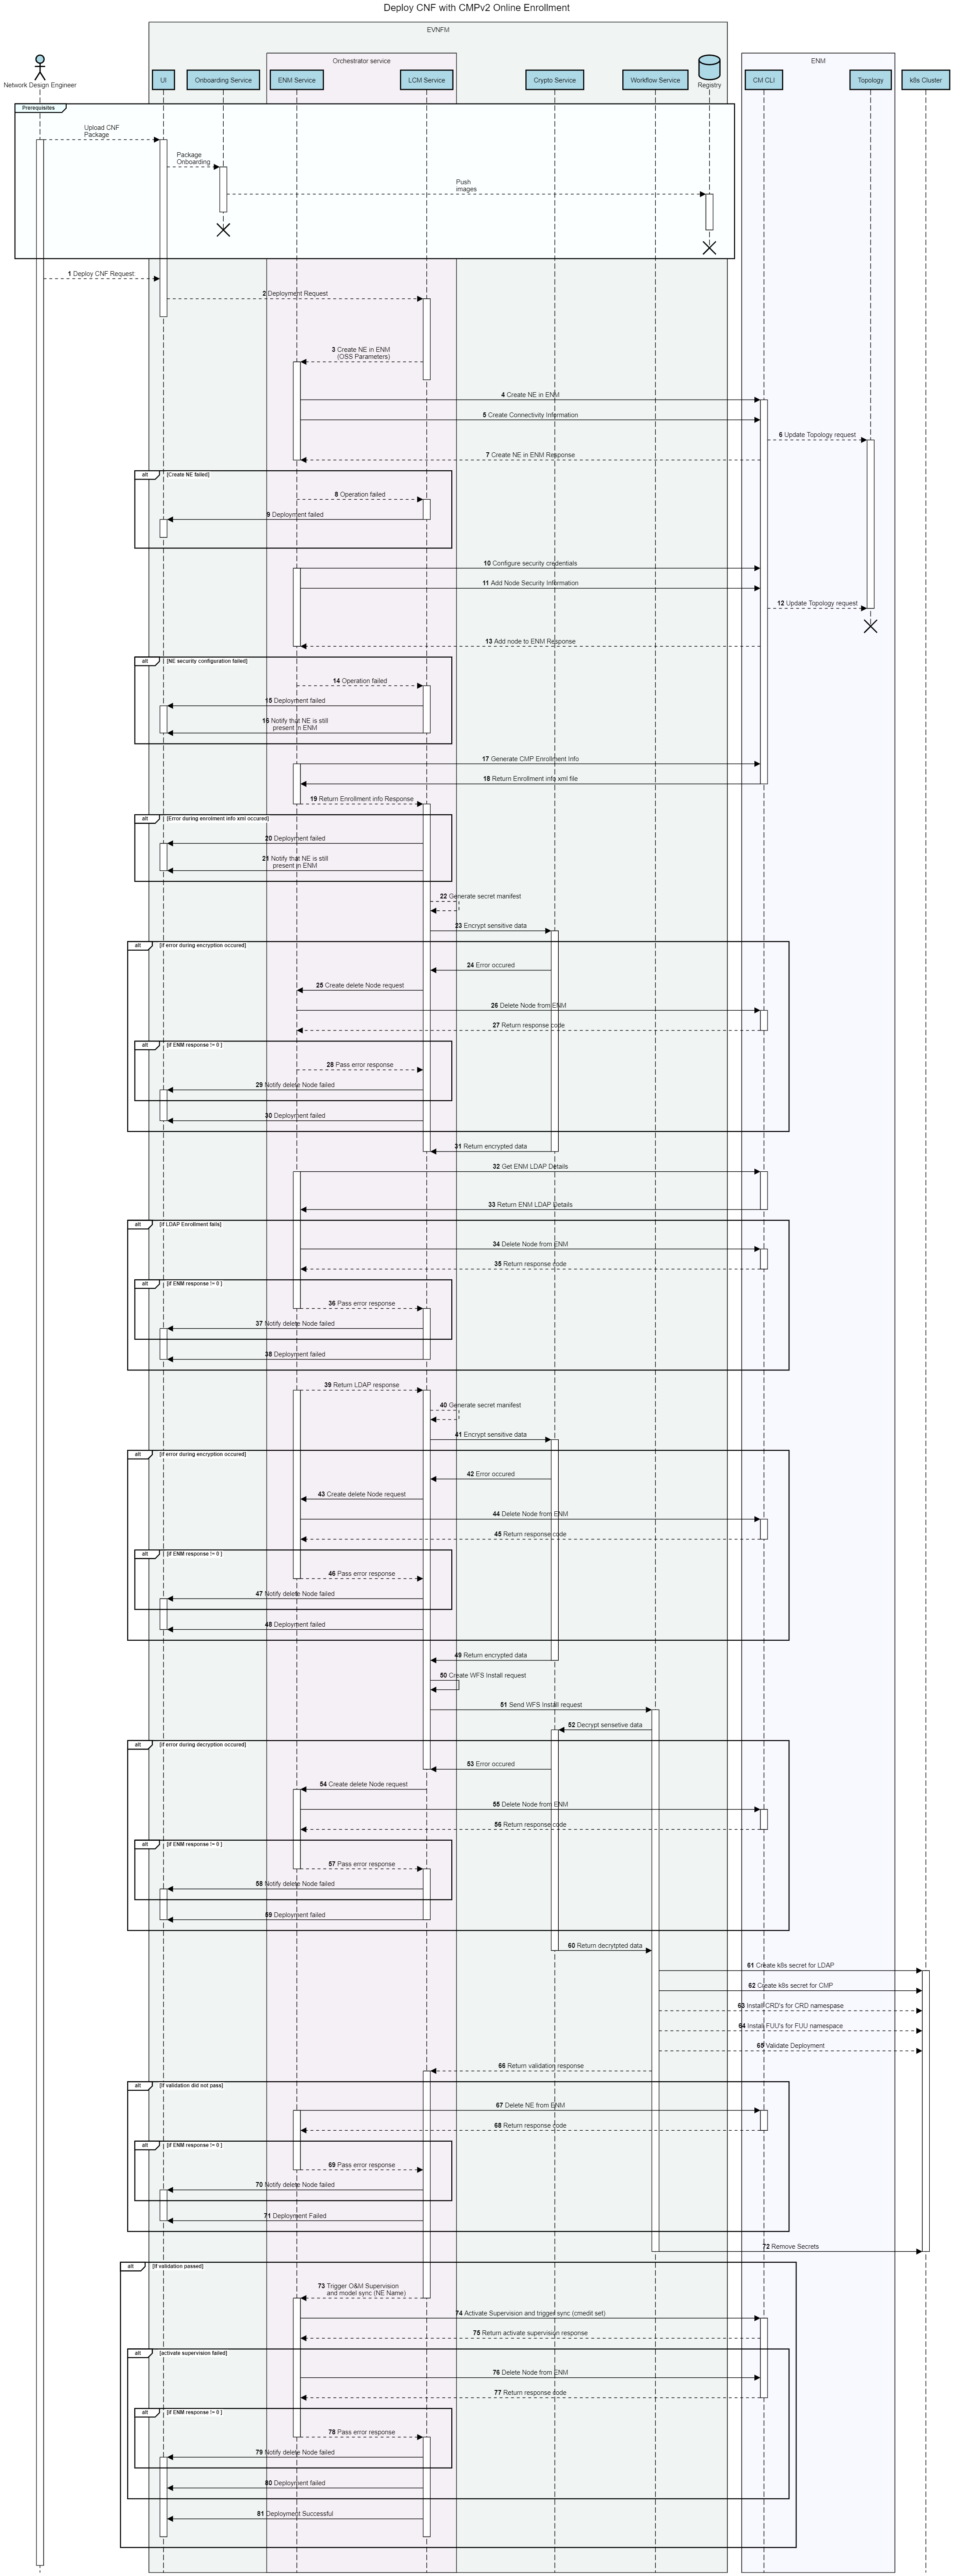 Deploy CNF with CMPv2 Online Enrollment
EVNFM
Orchestrator service
ENM
Network Design Engineer
UI
Onboarding Service
ENM Service
LCM Service
Crypto Service
Workflow Service
Registry
CM CLI
Topology
k8s Cluster
Prerequisites
Upload CNF
Package
Package
Onboarding
Push
images
1 Deploy CNF Request
2 Deployment Request
3 Create NE in ENM
(OSS Parameters)
4 Create NE in ENM
5 Create Connectivity Information
6 Update Topology request
7 Create NE in ENM Response
alt [Create NE failed]
8 Operation failed
9 Deployment failed
10 Configure security credentials
11 Add Node Security Information
12 Update Topology request
13 Add node to ENM Response
alt [NE security configuration failed]
14 Operation failed
15 Deployment failed
16 Notify that NE is still
present in ENM
17 Generate CMP Enrollment Info
18 Return Enrollment info xml file
19 Return Enrollment info Response
alt [Error during enrolment info xml occured]
20 Deployment failed
21 Notify that NE is still
present in ENM
22 Generate secret manifest
23 Encrypt sensitive data
alt [if error during encryption occured]
24 Error occured
25 Create delete Node request
26 Delete Node from ENM
27 Return response code
alt [if ENM response != 0 ]
28 Pass error response
29 Notify delete Node failed
30 Deployment failed
31 Return encrypted data
32 Get ENM LDAP Details
33 Return ENM LDAP Details
alt [if LDAP Enrollment fails]
34 Delete Node from ENM
35 Return response code
alt [if ENM response != 0 ]
36 Pass error response
37 Notify delete Node failed
38 Deployment failed
39 Return LDAP response
40 Generate secret manifest
41 Encrypt sensitive data
alt [if error during encryption occured]
42 Error occured
43 Create delete Node request
44 Delete Node from ENM
45 Return response code
alt [if ENM response != 0 ]
46 Pass error response
47 Notify delete Node failed
48 Deployment failed
49 Return encrypted data
50 Create WFS Install request
51 Send WFS Install request
52 Decrypt sensetive data
alt [if error during decryption occured]
53 Error occured
54 Create delete Node request
55 Delete Node from ENM
56 Return response code
alt [if ENM response != 0 ]
57 Pass error response
58 Notify delete Node failed
59 Deployment failed
60 Return decrytpted data
61 Create k8s secret for LDAP
62 Create k8s secret for CMP
63 Install CRD's for CRD namespase
64 Install FUU's for FUU namespace
65 Validate Deployment
66 Return validation response
alt [If validation did not pass]
67 Delete NE from ENM
68 Return response code
alt [if ENM response != 0 ]
69 Pass error response
70 Notify delete Node failed
71 Deployment Failed
72 Remove Secrets
alt [If validation passed]
73 Trigger O&M Supervision
and model sync (NE Name)
74 Activate Supervision and trigger sync (cmedit set)
75 Return activate supervision response
alt [activate supervision failed]
76 Delete Node from ENM
77 Return response code
alt [if ENM response != 0 ]
78 Pass error response
79 Notify delete Node failed
80 Deployment failed
81 Deployment Successful